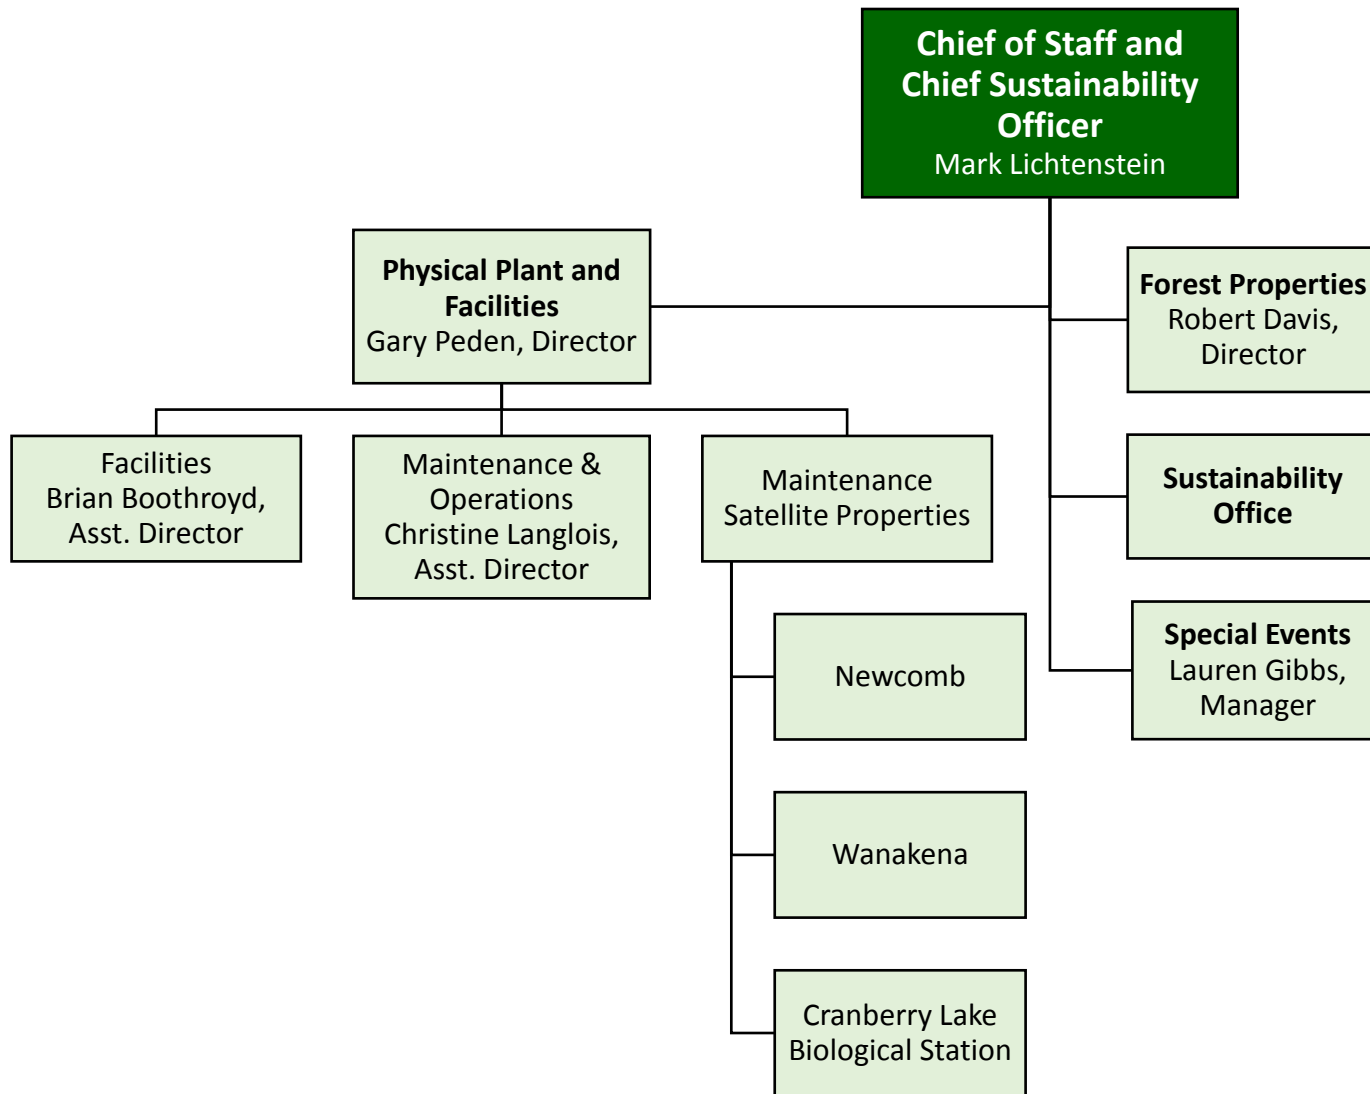 Chief of Staff and
Chief Sustainability
Officer
Mark Lichtenstein
Physical Plant and
Facilities
Gary Peden, Director
Forest Properties
Robert Davis,
Director
Facilities
Brian Boothroyd,
Asst. Director
Maintenance &
Operations
Christine Langlois,
Asst. Director
Maintenance
Satellite Properties
Sustainability
Office
Special Events
Lauren Gibbs,
Manager
Newcomb
Wanakena
Cranberry Lake
Biological Station